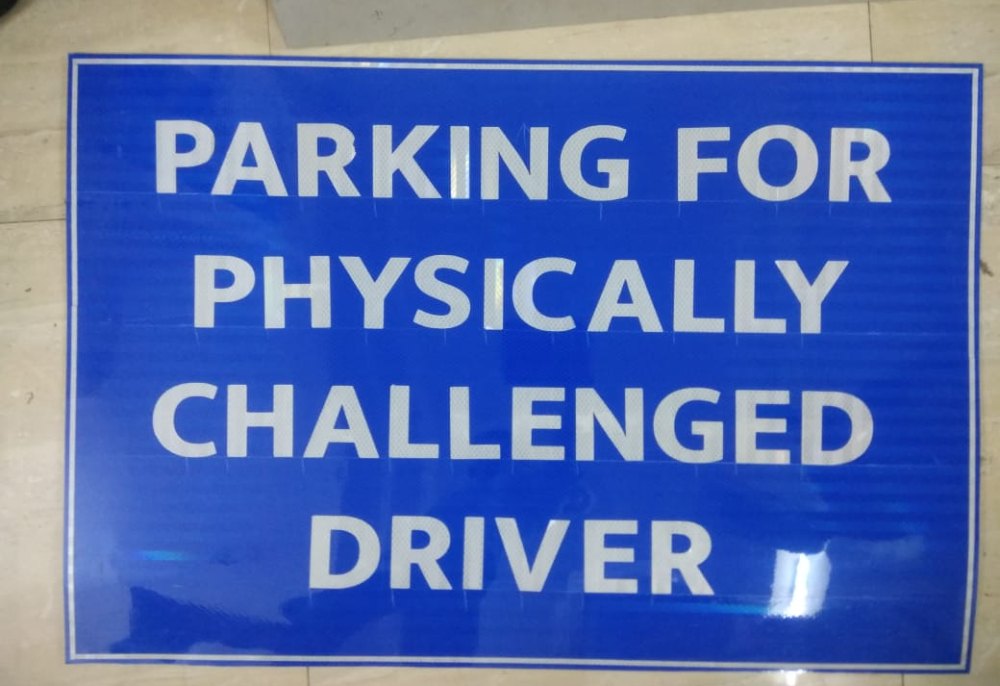 PARKING FOR
PHYSICALLY
CHALLENGED
DRIVER